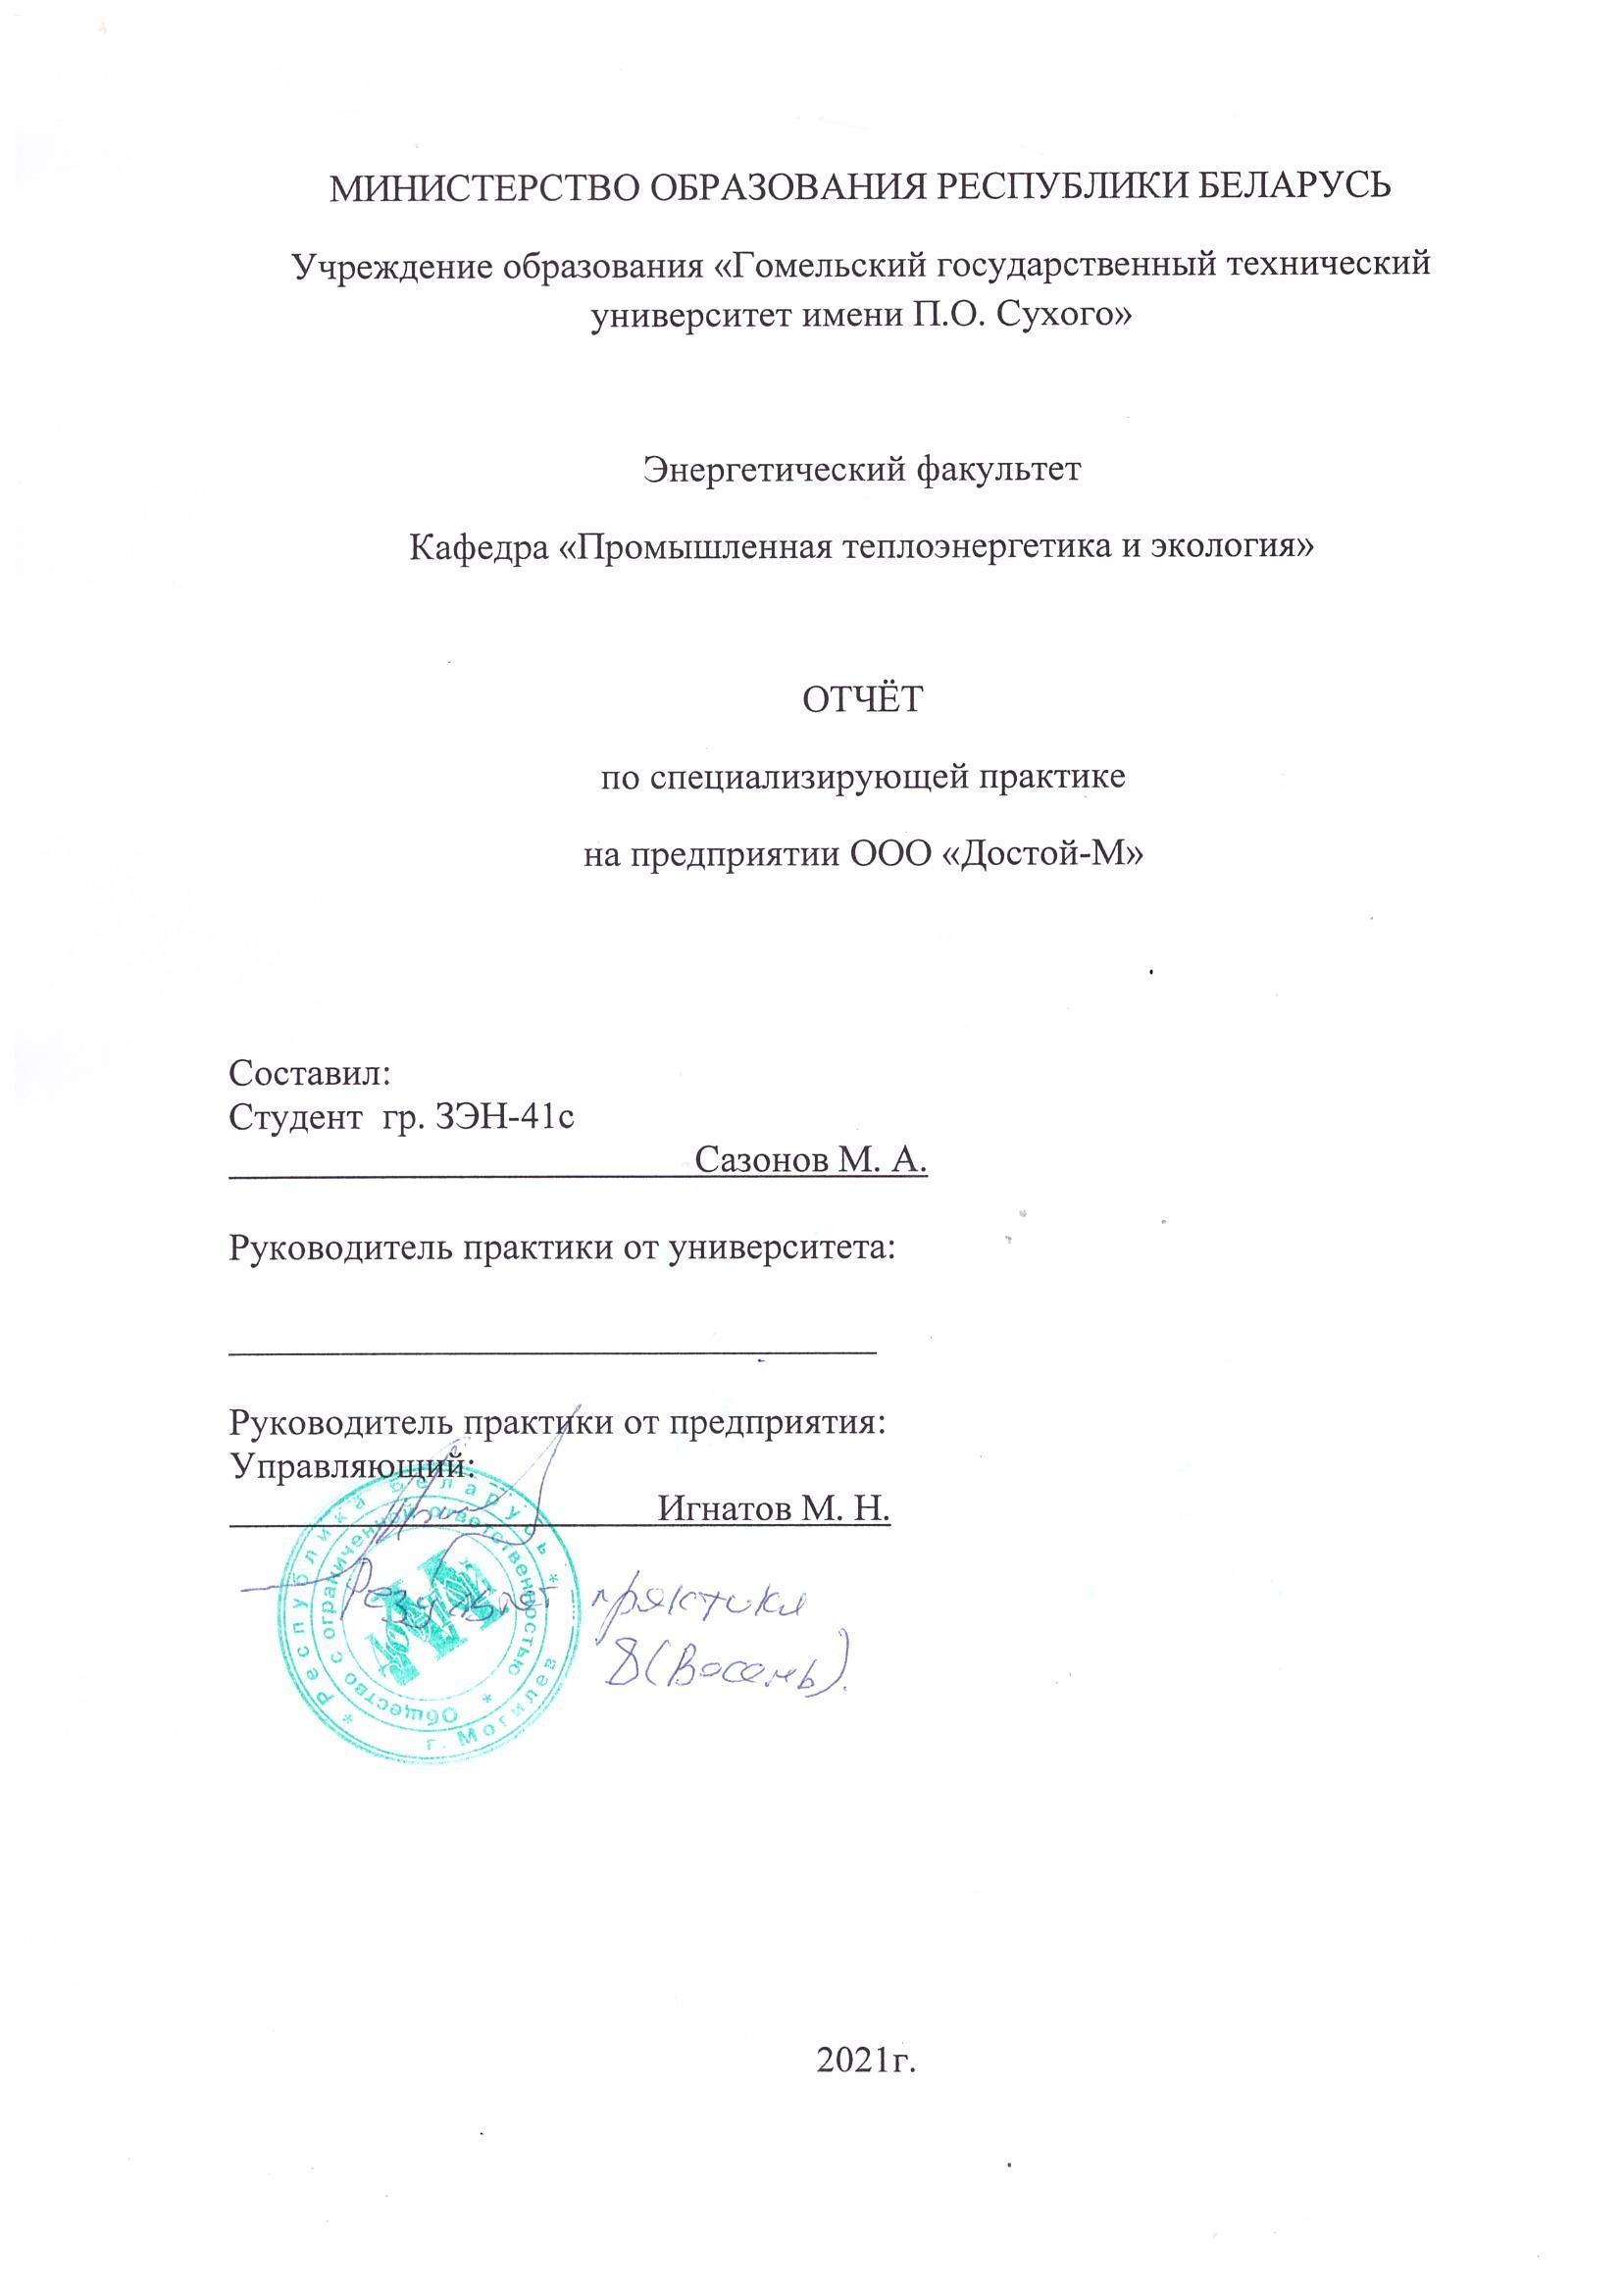 МИНИСТЕРСТВО ОБРАЗОВАНИЯ РЕСПУБЛИКИ БЕЛАРУСЬ
Учреждение образования «Гомельский государственный технический
университет имени П.О. Сухого»
Энергетический факультет
Кафедра «Промышленная теплоэнергетика и экология»
ОТЧЁТ
по специализирующей практике
на предприятии ООО «Достой-М»
Составил:
Студент гр. ЗЭН-41с
Сазонов М. А.
Руководитель практики от университета:
Руководитель практики от предприятия:
Управляющий:
Игнатов М. Н.
Республика Беларусь * г. Могилев *
Общество с ограниченной ответственностью *
Результат практики
8 (Восемь).
2021г.